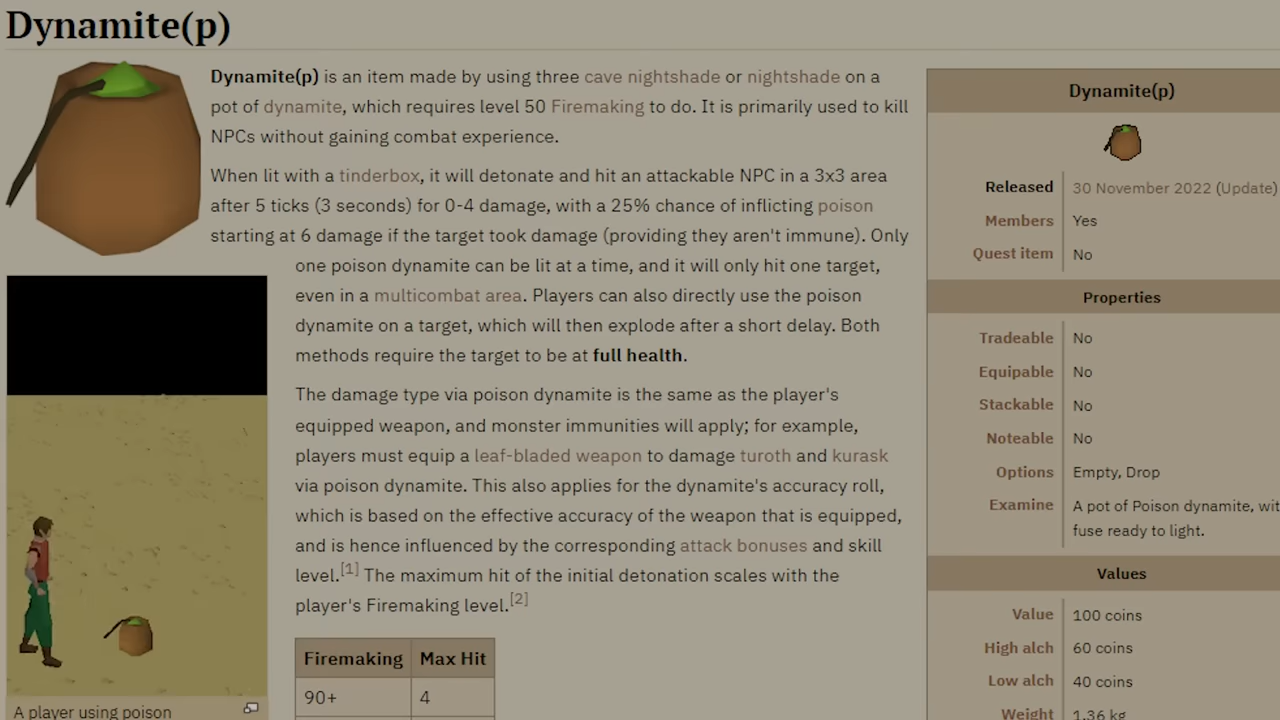 Dynamite(p)
Dynamite(p) is an item made by using three cave nightshade or nightshade on a
pot of dynamite, which requires level 50 Firemaking to do. It is primarily used to kill
NPCs without gaining combat experience.
When lit with a tinderbox, it will detonate and hit an attackable NPC in a 3x3 area
after 5 ticks (3 seconds) for 0-4 damage, with a 25% chance of inflicting poison
starting at 6 damage if the target took damage (providing they aren't immune). Only
one poison dynamite can be lit at a time, and it will only hit one target,
even in a multicombat area. Players can also directly use the poison
dynamite on a target, which will then explode after a short delay. Both
methods require the target to be at full health.
The damage type via poison dynamite is the same as the player's
equipped weapon, and monster immunities will apply; for example,
players must equip a leaf-bladed weapon to damage turoth and kurask
via poison dynamite. This also applies for the dynamite's accuracy roll,
which is based on the effective accuracy of the weapon that is equipped,
and is hence influenced by the corresponding attack bonuses and skill
level.[1] The maximum hit of the initial detonation scales with the
player's Firemaking level.[2]
Firemaking Max Hit
90+ 4
A player using poison
Dynamite(p)
Released 30 November 2022 (Update)
Members Yes
Quest item No
Properties
Tradeable No
Equipable No
Stackable No
Noteable No
Options Empty, Drop
Examine A pot of Poison dynamite, wit
fuse ready to light.
Values
Value 100 coins
High alch 60 coins
Low alch 40 coins
Weight 1.36 kg